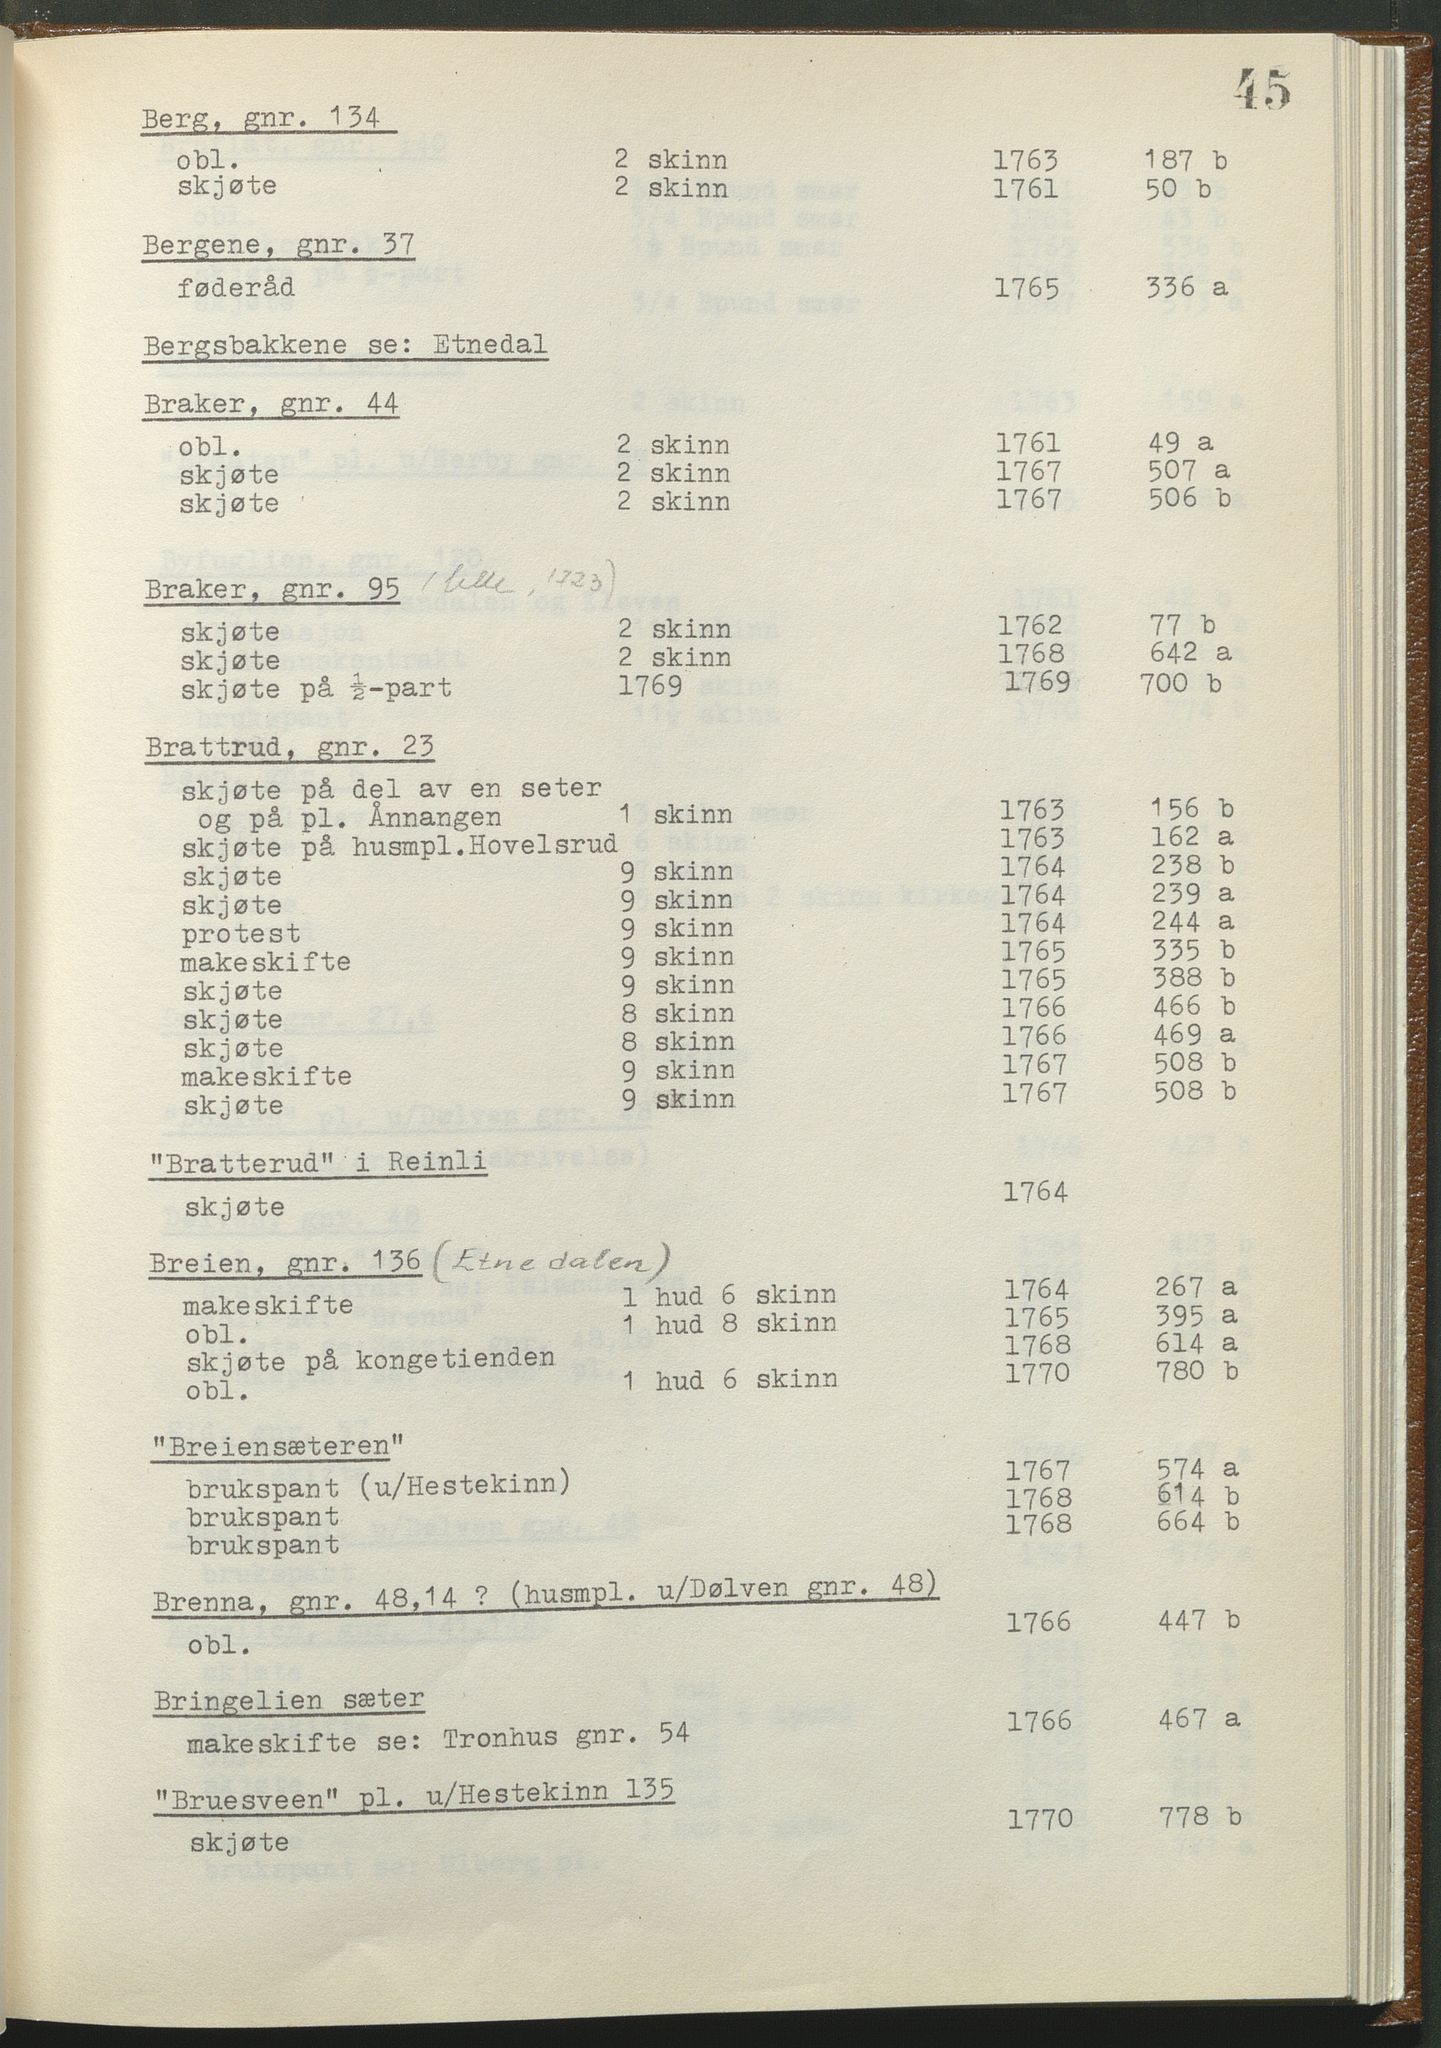 45
Berg, gnr. 134
obl. 2 skinn 1763 187 b
skjøte 2 skinn 1761 50 b
Bergene, gnr. 37
føderåd 1765 336 a
Bergsbakkene se: Etnedal
Braker, gnr. 44
obl. 2 skinn 1761 49 a
skjøte 2 skinn 1767 507 a
skjøte 2 skinn 1767 506 b
Braker, gnr. 95 (lille, 1723)
skjøte 2 skinn 1762 77 b
skjøte 2 skinn 1768 642 a
skjøte på ½-part 1769 1769 700 b
Brattrud, gnr. 23
skjøte på del av en seter
og på pl. Ånnangen 1 skinn 1763 156 b
skjøte på husmpl.Hovelsrud 1763 162 a
skjøte 9 skinn 1764 238 b
skjøte 9 skinn 1764 239 a
protest 9 skinn 1764 244 a
makeskifte 9 skinn 1765 335 b
skjøte 9 skinn 1765 388 b
skjøte 8 skinn 1766 466 b
skjøte 8 skinn 1766 469 a
makeskifte 9 skinn 1767 508 b
skjøte 9 skinn 1767 508 b
"Bratterud" i Reinli
skjøte 1764
Breien, gnr. 136 (Etnedalen)
makeskifte 1 hud 6 skinn 1764 267 a
obl. 1 hud 8 skinn 1765 395 a
skjøte på kongetienden 1768 614 a
obl. 1 hud 6 skinn 1770 780 b
"Breiensæteren"
brukspant (u/Hestekinn) 1767 574 a
brukspant 1768 614 b
brukspant 1768 664 b
Brenna, gnr. 48,14 ? (husmpl. u/Dølven gnr. 48)
obl. 1766 447 b
Bringelien sæter
makeskifte se: Tronhus gnr. 54 1766 467 a
"Bruesveen" pl. u/Hestekinn 135
skjøte 1770 778 b